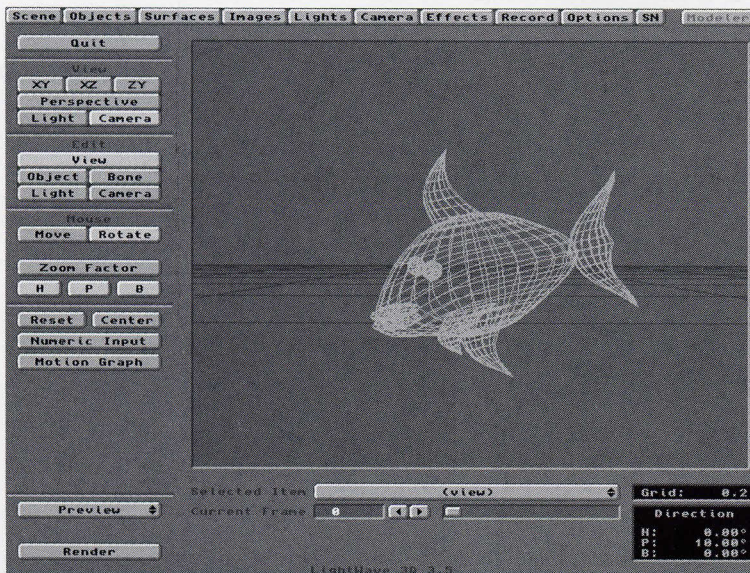 Scene Objects Surfaces Images Lights Camera Effects Record Options SN Modeler
Quit
View
XY XZ ZY
Perspective
Light Camera
Edit
View
Object Bone
Light Camera
Mouse
Move Rotate
Zoom Factor
H P B
Reset Center
Numeric Input
Motion Graph
Preview
Render
Selected Item (view)
Current Frame 0
Grid: 0.2
Direction
H: 0.00°
P: 10.00°
B: 0.00°
LightWave 3D 3.5